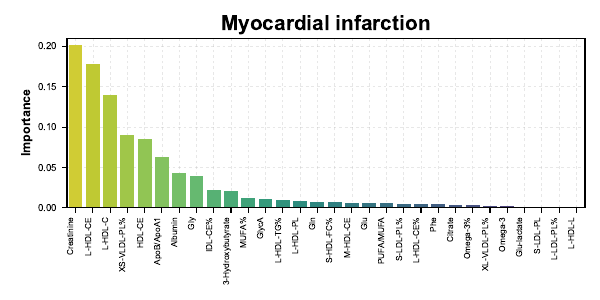 Myocardial infarction
Importance
0.20
0.15
0.10
0.05
0.00
Creatinine
L-HDL-CE
L-HDL-C
XS-VLDL-PL%
HDL-CE
ApoB/ApoA1
Albumin
Gly
IDL-CE%
3-Hydroxybutyrate
MUFA%
GlycA
L-HDL-TG%
L-HDL-PL
Gln
S-HDL-FC%
M-HDL-CE
Glu
PUFA/MUFA
S-LDL-PL%
L-HDL-CE%
Phe
Citrate
Omega-3%
XL-VLDL-PL%
Omega-3
Glu-lactate
S-LDL-PL
L-LDL-PL%
L-HDL-L